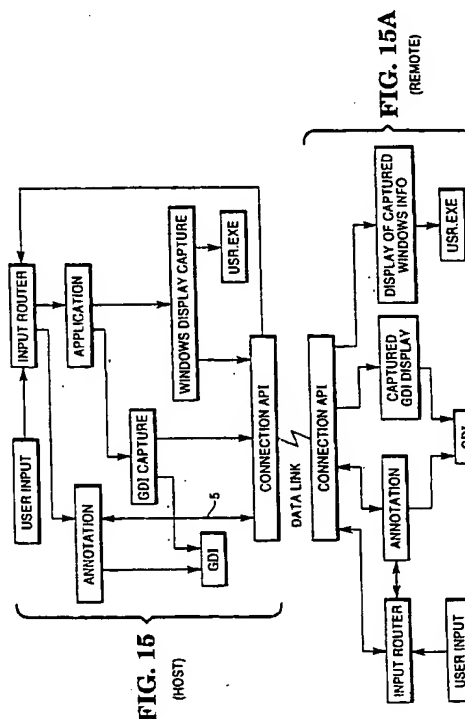 FIG. 15
(HOST)
USER INPUT
INPUT ROUTER
ANNOTATION
APPLICATION
GDI CAPTURE
WINDOWS DISPLAY CAPTURE
5
GDI
USR.EXE
CONNECTION API
DATA LINK
FIG. 15A
(REMOTE)
CONNECTION API
INPUT ROUTER
ANNOTATION
CAPTURED
GDI DISPLAY
DISPLAY OF CAPTURED
WINDOWS INFO
USER INPUT
GDI
USR.EXE